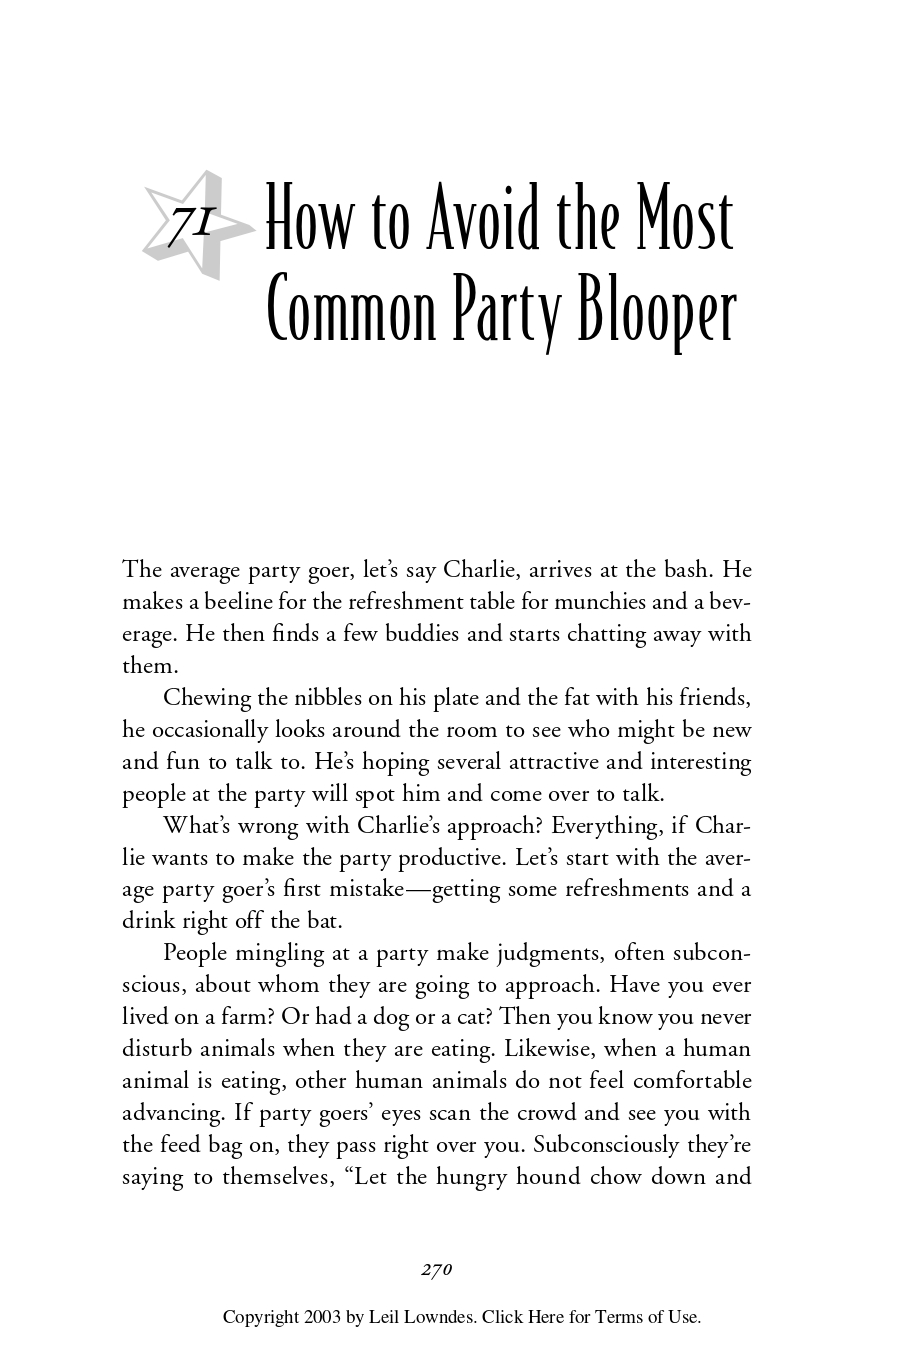 71
How to Avoid the Most
Common Party Blooper
The average party goer, let’s say Charlie, arrives at the bash. He
makes a beeline for the refreshment table for munchies and a bev-
erage. He then finds a few buddies and starts chatting away with
them.
Chewing the nibbles on his plate and the fat with his friends,
he occasionally looks around the room to see who might be new
and fun to talk to. He’s hoping several attractive and interesting
people at the party will spot him and come over to talk.
What’s wrong with Charlie’s approach? Everything, if Char-
lie wants to make the party productive. Let’s start with the aver-
age party goer’s first mistake—getting some refreshments and a
drink right off the bat.
People mingling at a party make judgments, often subcon-
scious, about whom they are going to approach. Have you ever
lived on a farm? Or had a dog or a cat? Then you know you never
disturb animals when they are eating. Likewise, when a human
animal is eating, other human animals do not feel comfortable
advancing. If party goers’ eyes scan the crowd and see you with
the feed bag on, they pass right over you. Subconsciously they’re
saying to themselves, “Let the hungry hound chow down and
270
Copyright 2003 by Leil Lowndes. Click Here for Terms of Use.